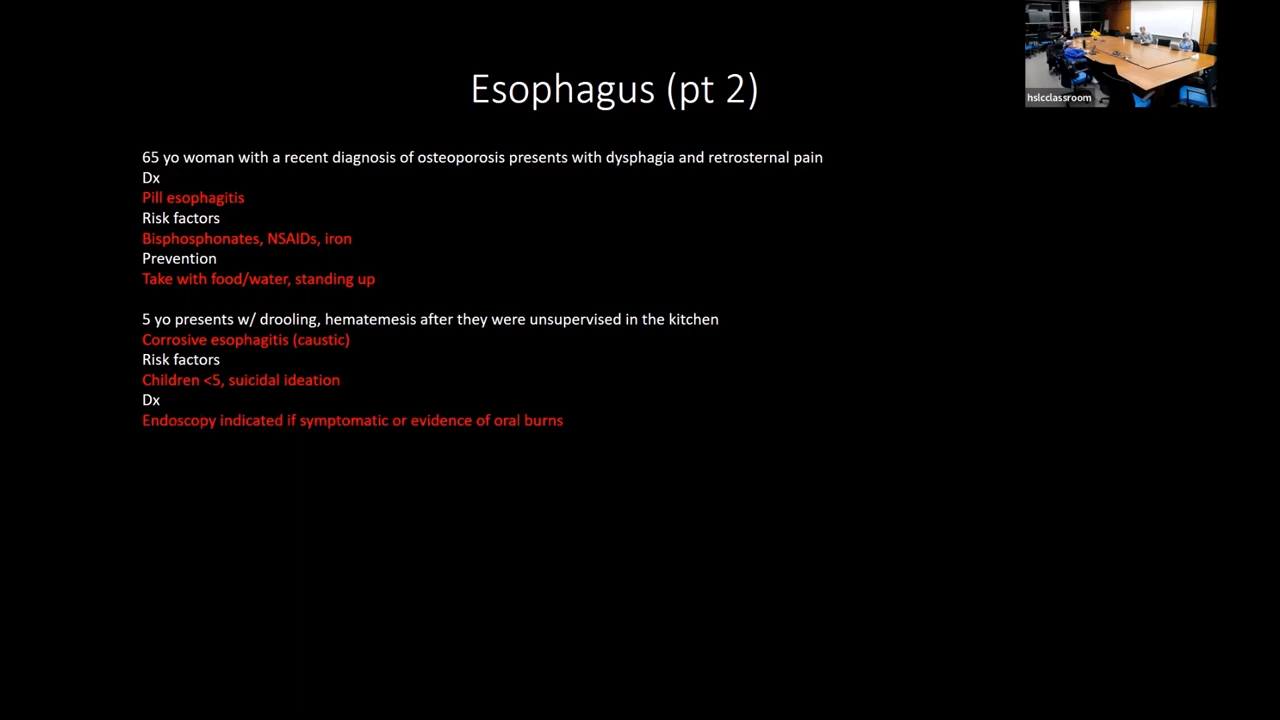 hslcclassroom
Esophagus (pt 2)
65 yo woman with a recent diagnosis of osteoporosis presents with dysphagia and retrosternal pain
Dx
Pill esophagitis
Risk factors
Bisphosphonates, NSAIDs, iron
Prevention
Take with food/water, standing up
5 yo presents w/ drooling, hematemesis after they were unsupervised in the kitchen
Corrosive esophagitis (caustic)
Risk factors
Children <5, suicidal ideation
Dx
Endoscopy indicated if symptomatic or evidence of oral burns